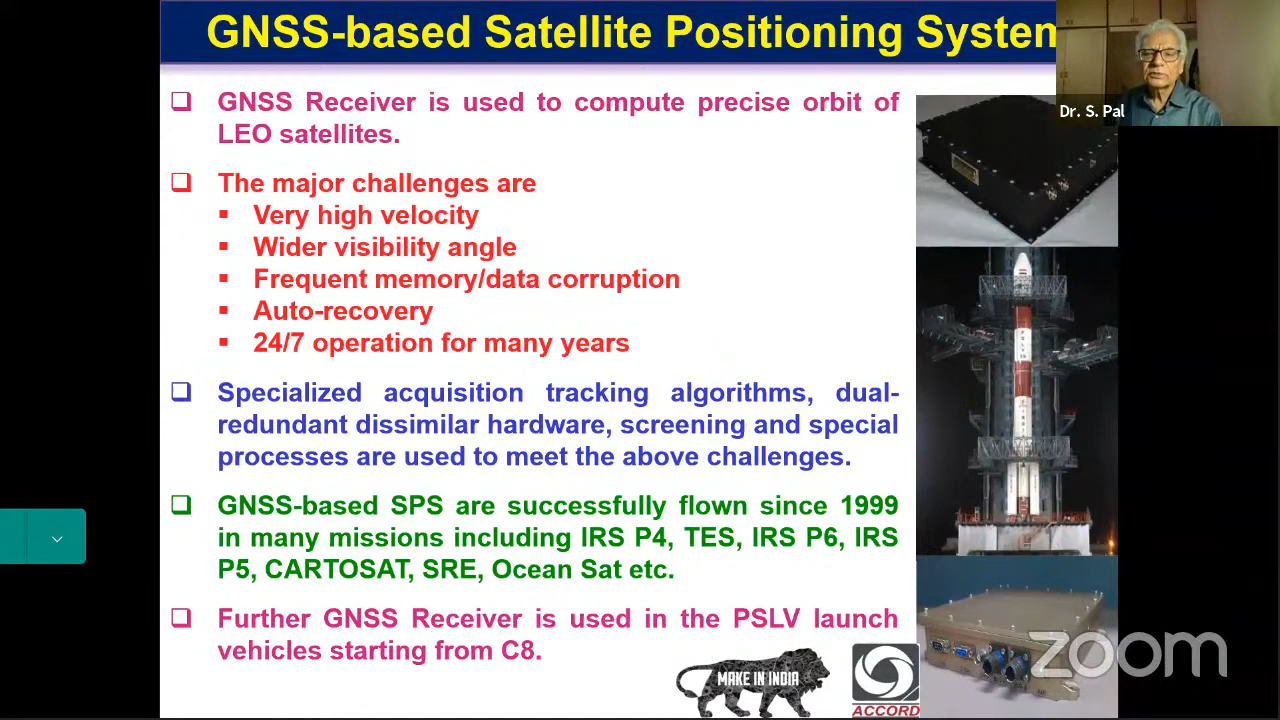 GNSS-based Satellite Positioning System
Dr. S. Pal
❑ GNSS Receiver is used to compute precise orbit of
LEO satellites.
❑ The major challenges are
▪ Very high velocity
▪ Wider visibility angle
▪ Frequent memory/data corruption
▪ Auto-recovery
▪ 24/7 operation for many years
❑ Specialized acquisition tracking algorithms, dual-
redundant dissimilar hardware, screening and special
processes are used to meet the above challenges.
❑ GNSS-based SPS are successfully flown since 1999
in many missions including IRS P4, TES, IRS P6, IRS
P5, CARTOSAT, SRE, Ocean Sat etc.
❑ Further GNSS Receiver is used in the PSLV launch
vehicles starting from C8.
MAKE IN INDIA
ACCORD
zoom